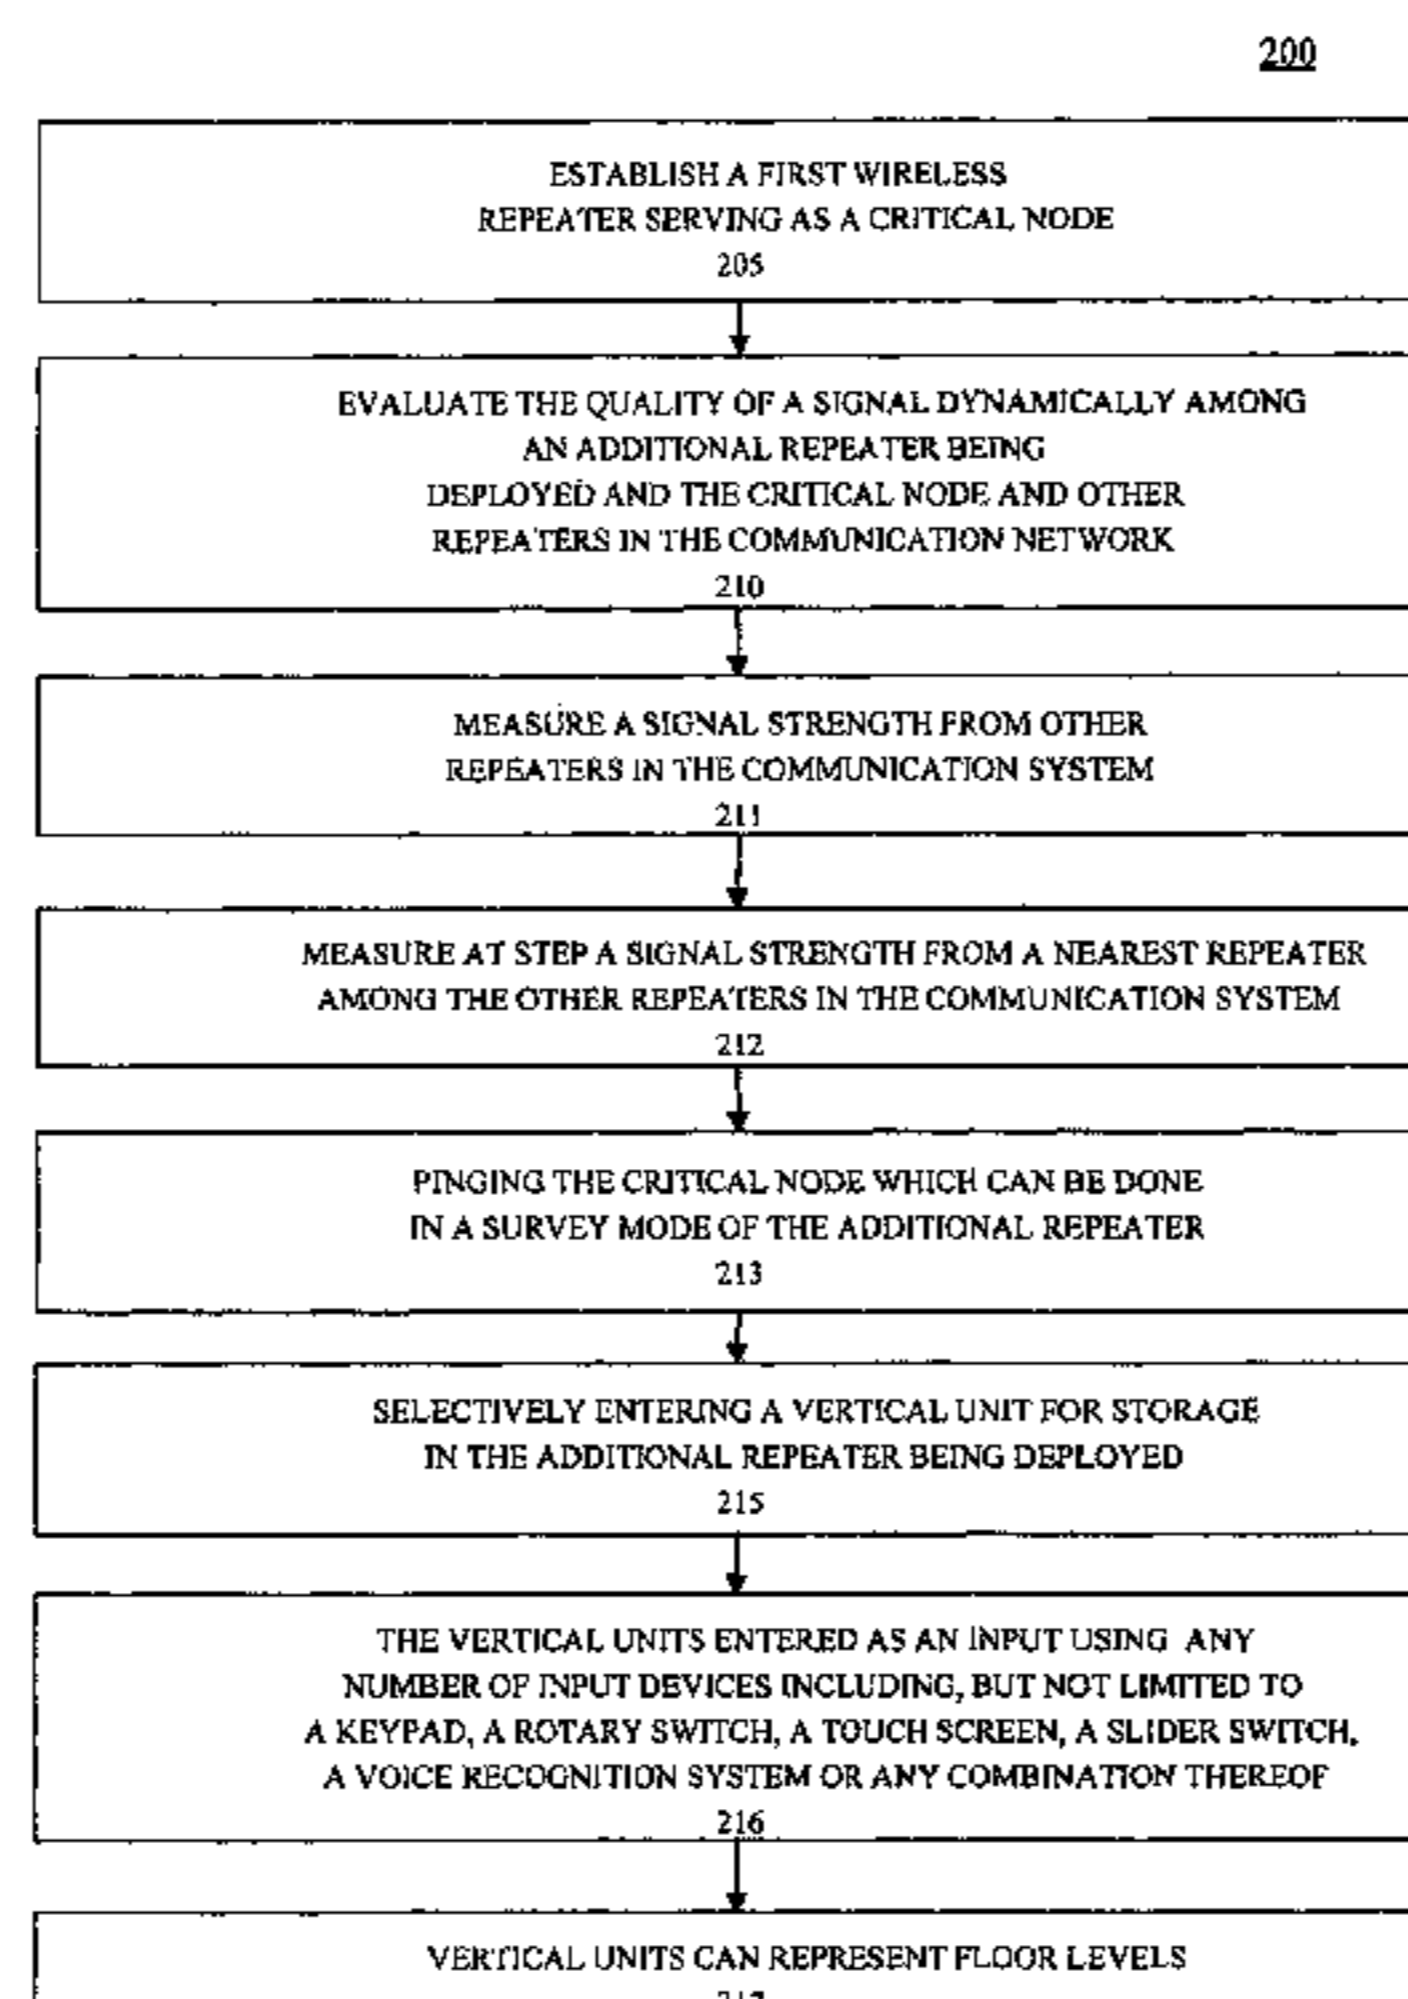 200
ESTABLISH A FIRST WIRELESS
REPEATER SERVING AS A CRITICAL NODE
205
EVALUATE THE QUALITY OF A SIGNAL DYNAMICALLY AMONG
AN ADDITIONAL REPEATER BEING
DEPLOYED AND THE CRITICAL NODE AND OTHER
REPEATERS IN THE COMMUNICATION NETWORK
210
MEASURE A SIGNAL STRENGTH FROM OTHER
REPEATERS IN THE COMMUNICATION SYSTEM
211
MEASURE AT STEP A SIGNAL STRENGTH FROM A NEAREST REPEATER
AMONG THE OTHER REPEATERS IN THE COMMUNICATION SYSTEM
212
PINGING THE CRITICAL NODE WHICH CAN BE DONE
IN A SURVEY MODE OF THE ADDITIONAL REPEATER
213
SELECTIVELY ENTERING A VERTICAL UNIT FOR STORAGE
IN THE ADDITIONAL REPEATER BEING DEPLOYED
215
THE VERTICAL UNITS ENTERED AS AN INPUT USING ANY
NUMBER OF INPUT DEVICES INCLUDING, BUT NOT LIMITED TO
A KEYPAD, A ROTARY SWITCH, A TOUCH SCREEN, A SLIDER SWITCH,
A VOICE RECOGNITION SYSTEM OR ANY COMBINATION THEREOF
216
VERTICAL UNITS CAN REPRESENT FLOOR LEVELS